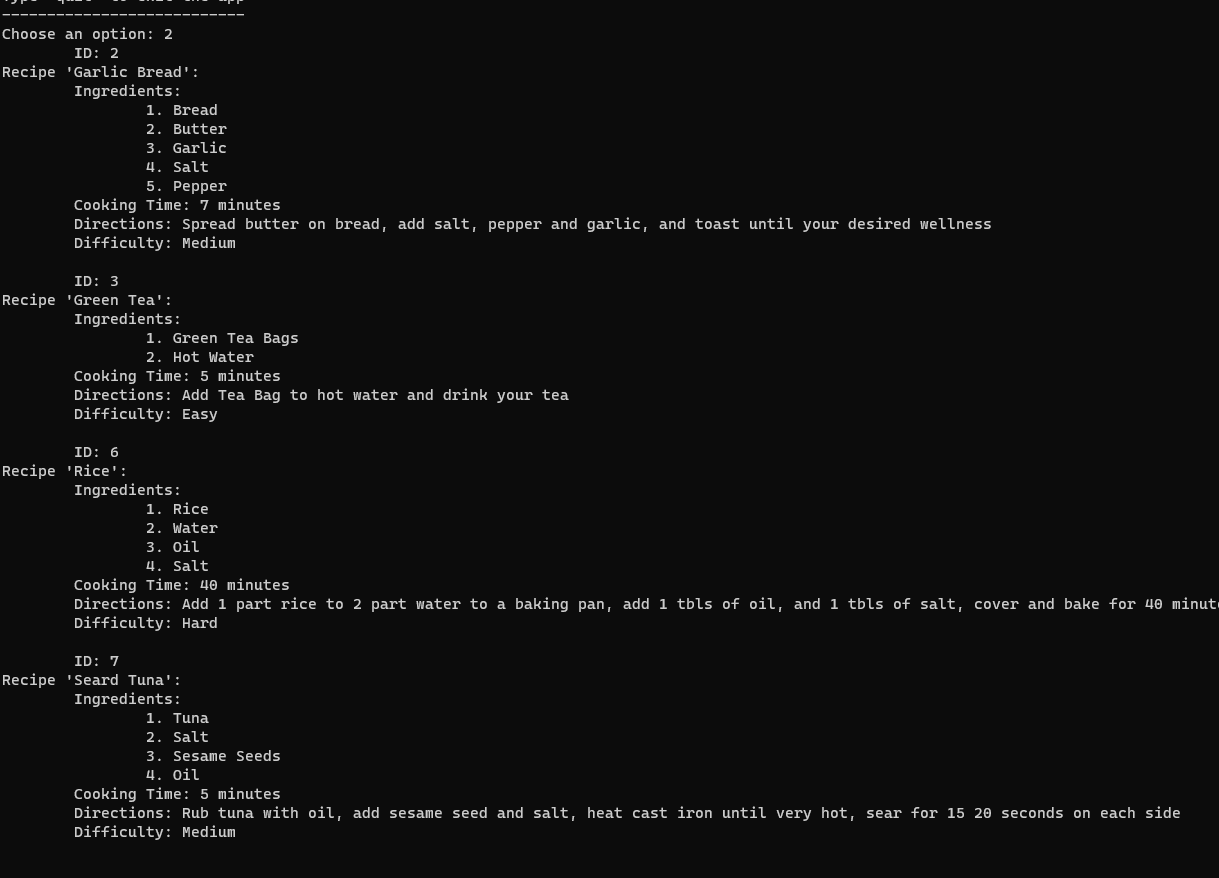 Type 'quit' to exit the app
---------------------------
Choose an option: 2
ID: 2
Recipe 'Garlic Bread':
Ingredients:
1. Bread
2. Butter
3. Garlic
4. Salt
5. Pepper
Cooking Time: 7 minutes
Directions: Spread butter on bread, add salt, pepper and garlic, and toast until your desired wellness
Difficulty: Medium
ID: 3
Recipe 'Green Tea':
Ingredients:
1. Green Tea Bags
2. Hot Water
Cooking Time: 5 minutes
Directions: Add Tea Bag to hot water and drink your tea
Difficulty: Easy
ID: 6
Recipe 'Rice':
Ingredients:
1. Rice
2. Water
3. Oil
4. Salt
Cooking Time: 40 minutes
Directions: Add 1 part rice to 2 part water to a baking pan, add 1 tbls of oil, and 1 tbls of salt, cover and bake for 40 minut
Difficulty: Hard
ID: 7
Recipe 'Seard Tuna':
Ingredients:
1. Tuna
2. Salt
3. Sesame Seeds
4. Oil
Cooking Time: 5 minutes
Directions: Rub tuna with oil, add sesame seed and salt, heat cast iron until very hot, sear for 15 20 seconds on each side
Difficulty: Medium